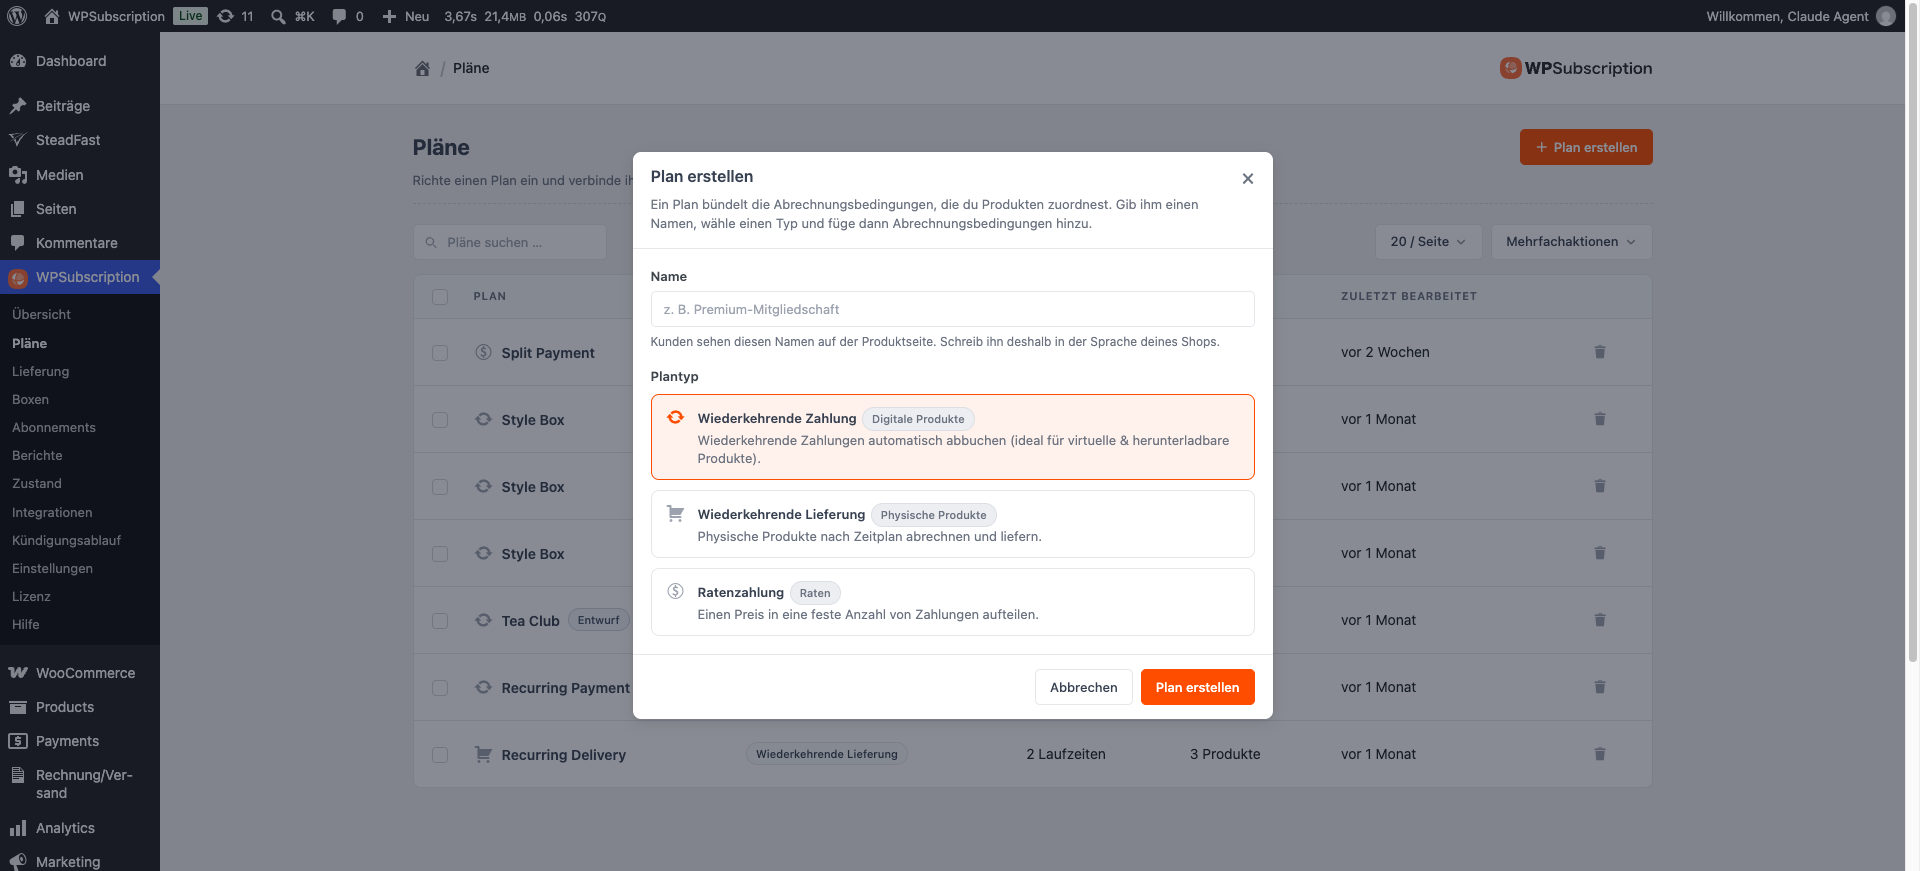 WPSubscription Live 11 ⌘K 0 Neu 3,67s 21,4MB 0,06s 307Q
Willkommen, Claude Agent
Dashboard
Beiträge
SteadFast
Medien
Seiten
Kommentare
WPSubscription
Übersicht
Pläne
Lieferung
Boxen
Abonnements
Berichte
Zustand
Integrationen
Kündigungsablauf
Einstellungen
Lizenz
Hilfe
WooCommerce
Products
Payments
Rechnung/Ver-
sand
Analytics
Marketing
/ Pläne
WPSubscription
Pläne
Richte einen Plan ein und verbinde
+ Plan erstellen
Pläne suchen ...
20 / Seite
Mehrfachaktionen
PLAN
ZULETZT BEARBEITET
Split Payment
vor 2 Wochen
Style Box
vor 1 Monat
Style Box
vor 1 Monat
Style Box
vor 1 Monat
Tea Club Entwurf
vor 1 Monat
Recurring Payment
vor 1 Monat
Recurring Delivery Wiederkehrende Lieferung 2 Laufzeiten 3 Produkte vor 1 Monat
Plan erstellen
Ein Plan bündelt die Abrechnungsbedingungen, die du Produkten zuordnest. Gib ihm einen
Namen, wähle einen Typ und füge dann Abrechnungsbedingungen hinzu.
Name
z. B. Premium-Mitgliedschaft
Kunden sehen diesen Namen auf der Produktseite. Schreib ihn deshalb in der Sprache deines Shops.
Plantyp
Wiederkehrende Zahlung Digitale Produkte
Wiederkehrende Zahlungen automatisch abbuchen (ideal für virtuelle & herunterladbare
Produkte).
Wiederkehrende Lieferung Physische Produkte
Physische Produkte nach Zeitplan abrechnen und liefern.
Ratenzahlung Raten
Einen Preis in eine feste Anzahl von Zahlungen aufteilen.
Abbrechen
Plan erstellen